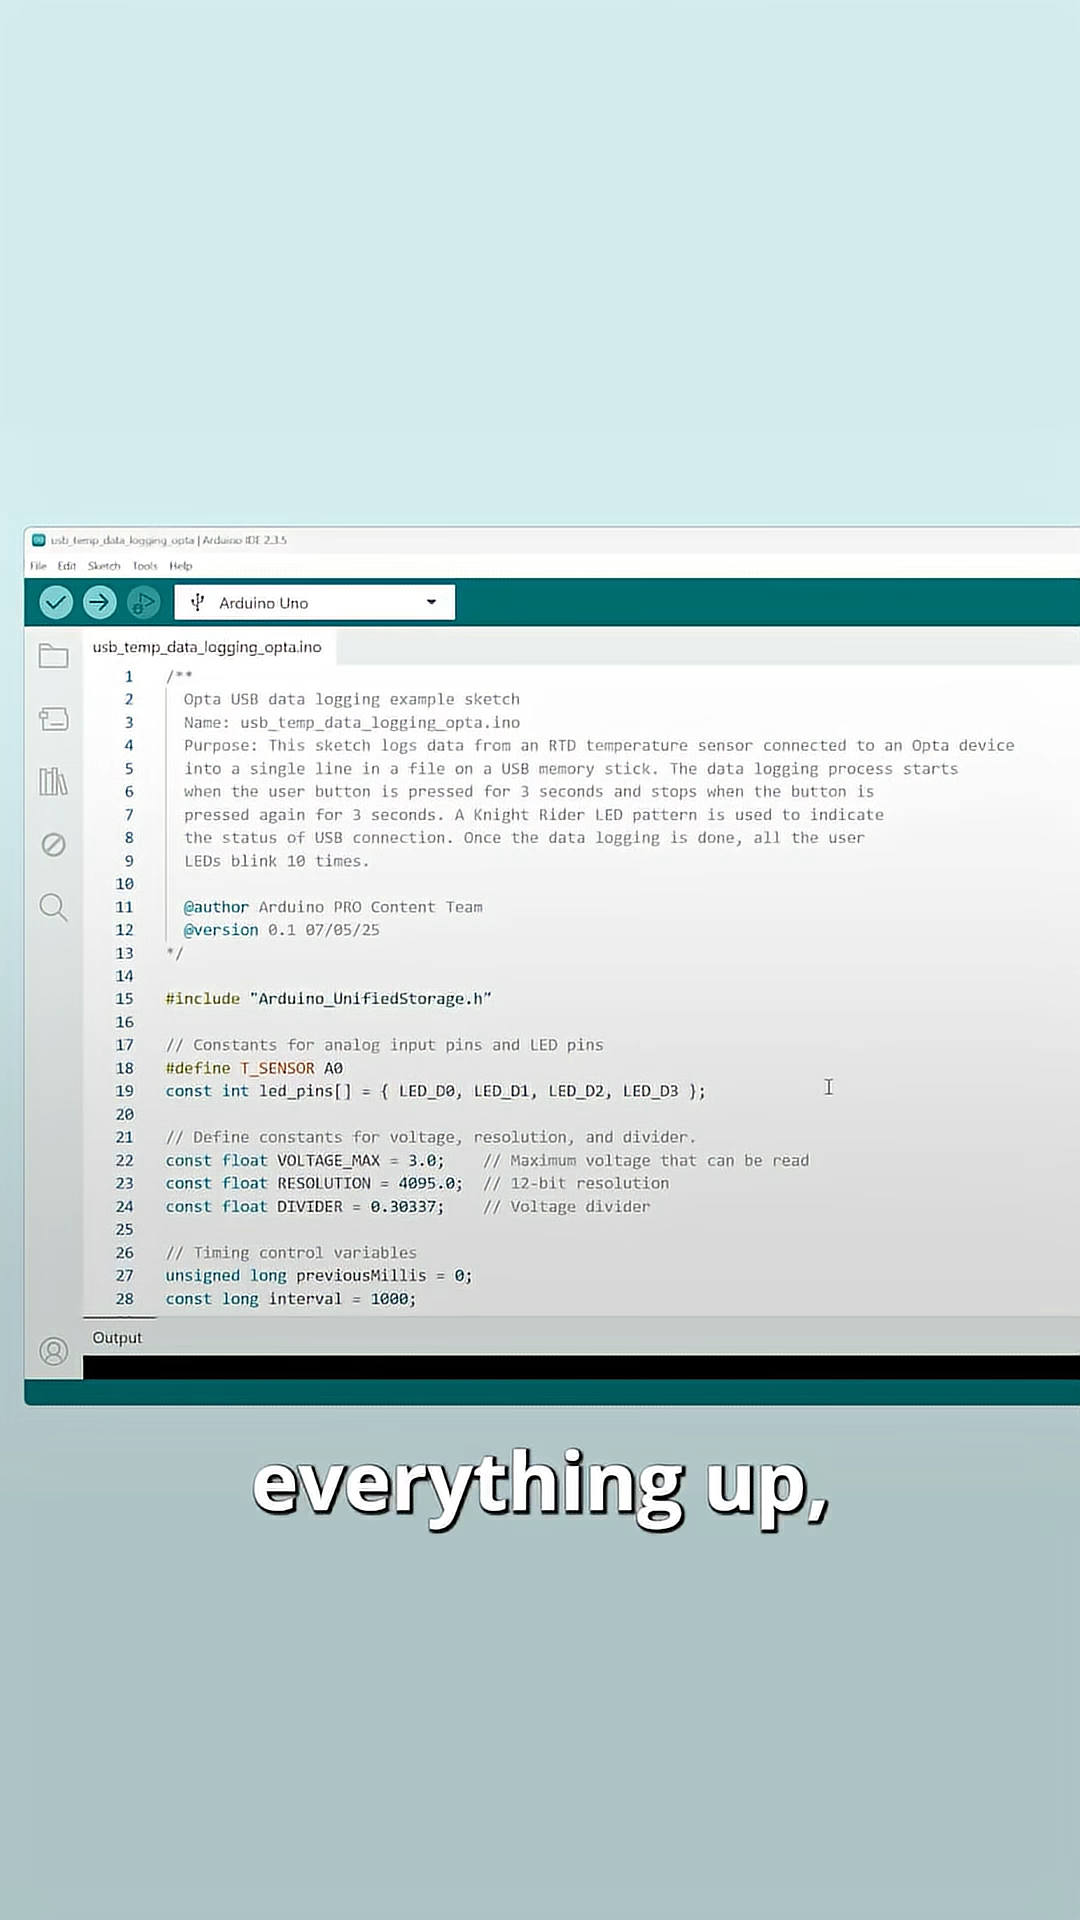 usb_temp_data_logging_opta | Arduino IDE 2.3.5
File Edit Sketch Tools Help
Arduino Uno
usb_temp_data_logging_opta.ino
1 /**
2 Opta USB data logging example sketch
3 Name: usb_temp_data_logging_opta.ino
4 Purpose: This sketch logs data from an RTD temperature sensor connected to an Opta device
5 into a single line in a file on a USB memory stick. The data logging process starts
6 when the user button is pressed for 3 seconds and stops when the button is
7 pressed again for 3 seconds. A Knight Rider LED pattern is used to indicate
8 the status of USB connection. Once the data logging is done, all the user
9 LEDs blink 10 times.
10
11 @author Arduino PRO Content Team
12 @version 0.1 07/05/25
13 */
14
15 #include "Arduino_UnifiedStorage.h"
16
17 // Constants for analog input pins and LED pins
18 #define T_SENSOR A0
19 const int led_pins[] = { LED_D0, LED_D1, LED_D2, LED_D3 };
20
21 // Define constants for voltage, resolution, and divider.
22 const float VOLTAGE_MAX = 3.0; // Maximum voltage that can be read
23 const float RESOLUTION = 4095.0; // 12-bit resolution
24 const float DIVIDER = 0.30337; // Voltage divider
25
26 // Timing control variables
27 unsigned long previousMillis = 0;
28 const long interval = 1000;
Output
everything up,